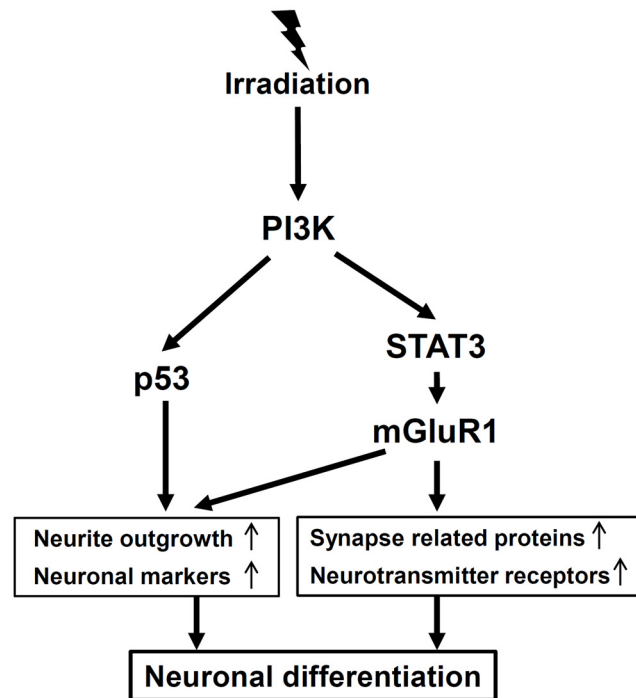 Irradiation
PI3K
p53
STAT3
mGluR1
Neurite outgrowth ↑
Neuronal markers ↑
Synapse related proteins ↑
Neurotransmitter receptors ↑
Neuronal differentiation